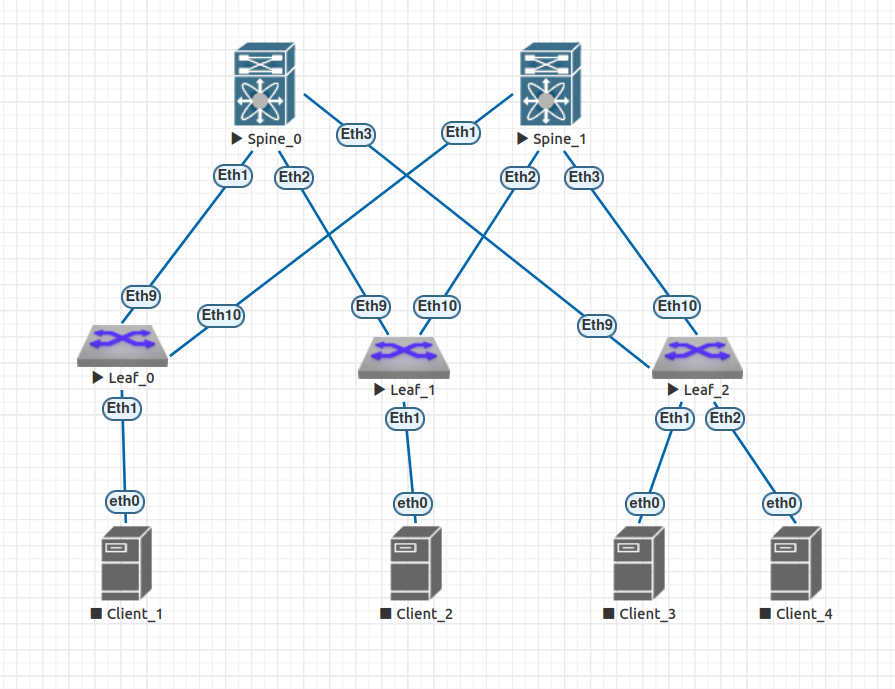 Spine_0
Spine_1
Eth3
Eth1
Eth1
Eth2
Eth2
Eth3
Eth9
Eth10
Eth9
Eth10
Eth9
Eth10
Leaf_0
Leaf_1
Leaf_2
Eth1
Eth1
Eth1
Eth2
eth0
eth0
eth0
eth0
Client_1
Client_2
Client_3
Client_4